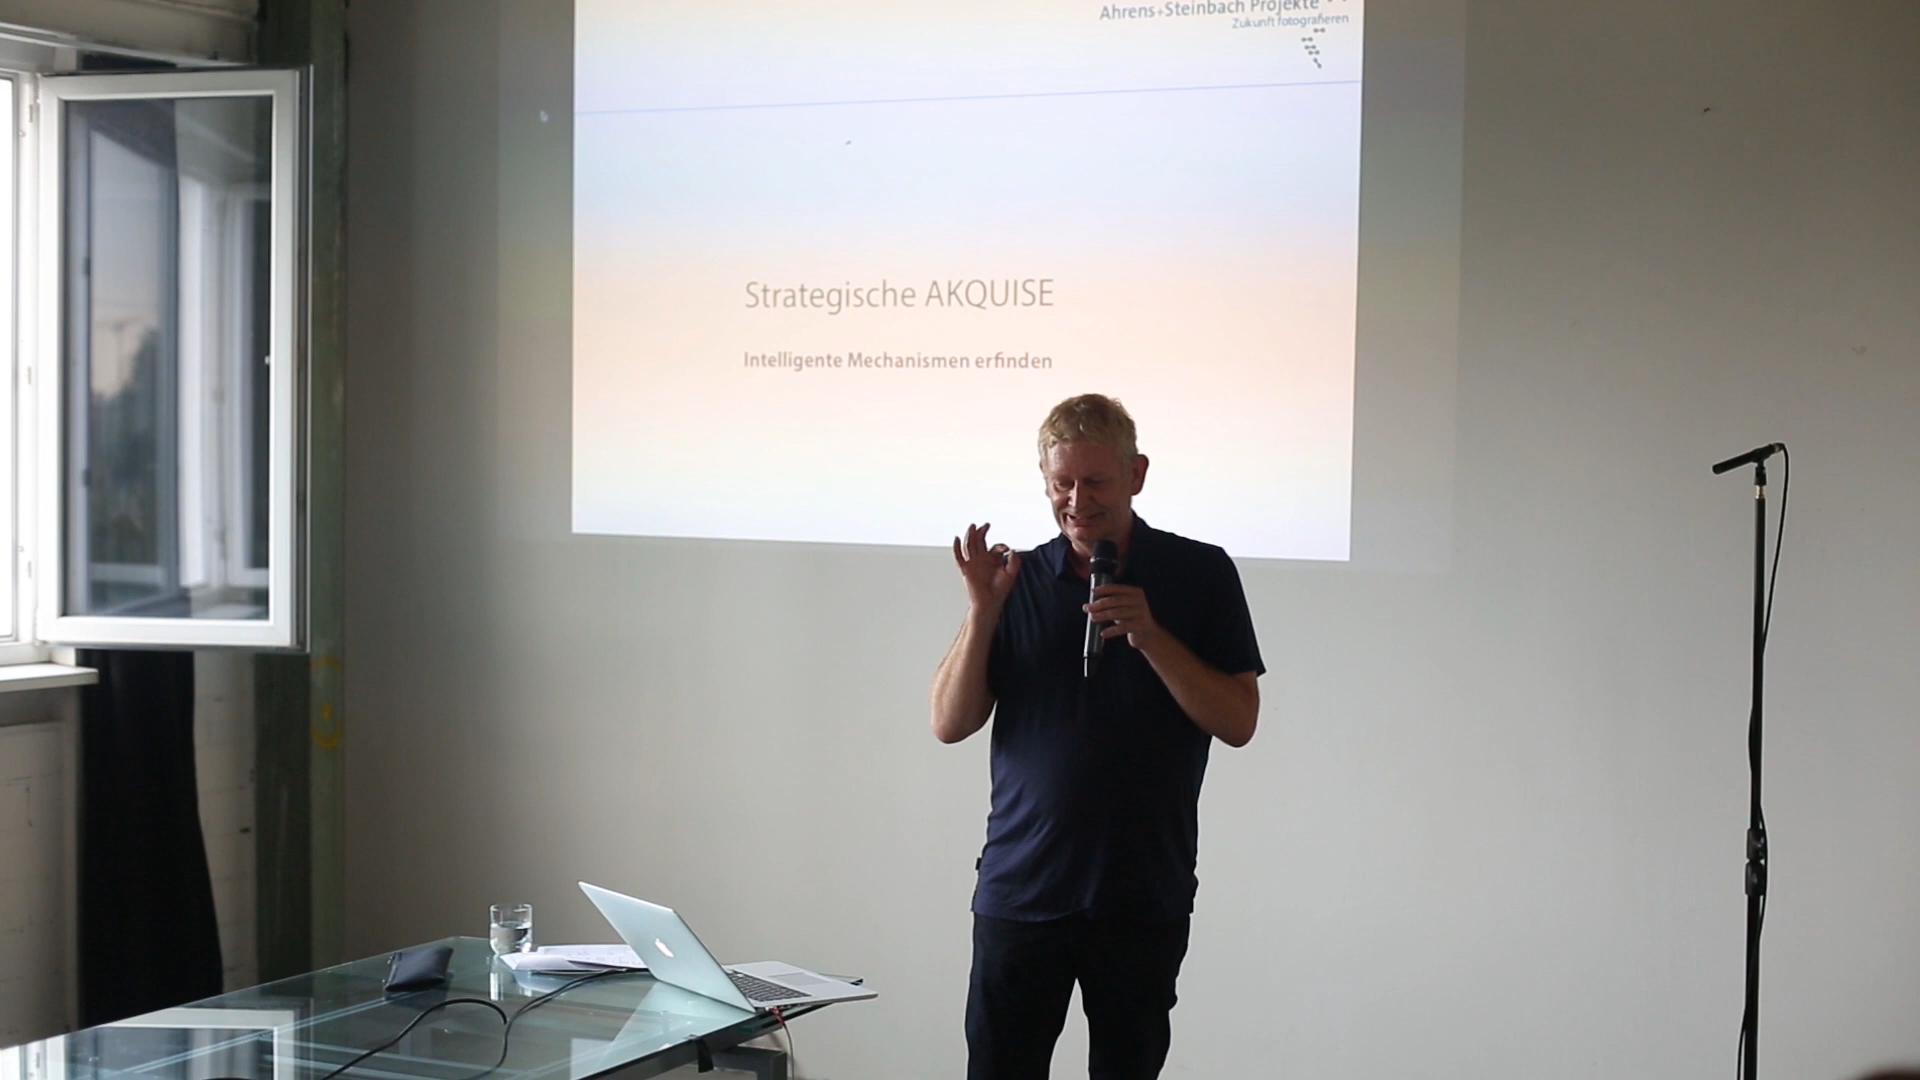 Ahrens+Steinbach Projekte
Zukunft fotografieren
Strategische AKQUISE
Intelligente Mechanismen erfinden